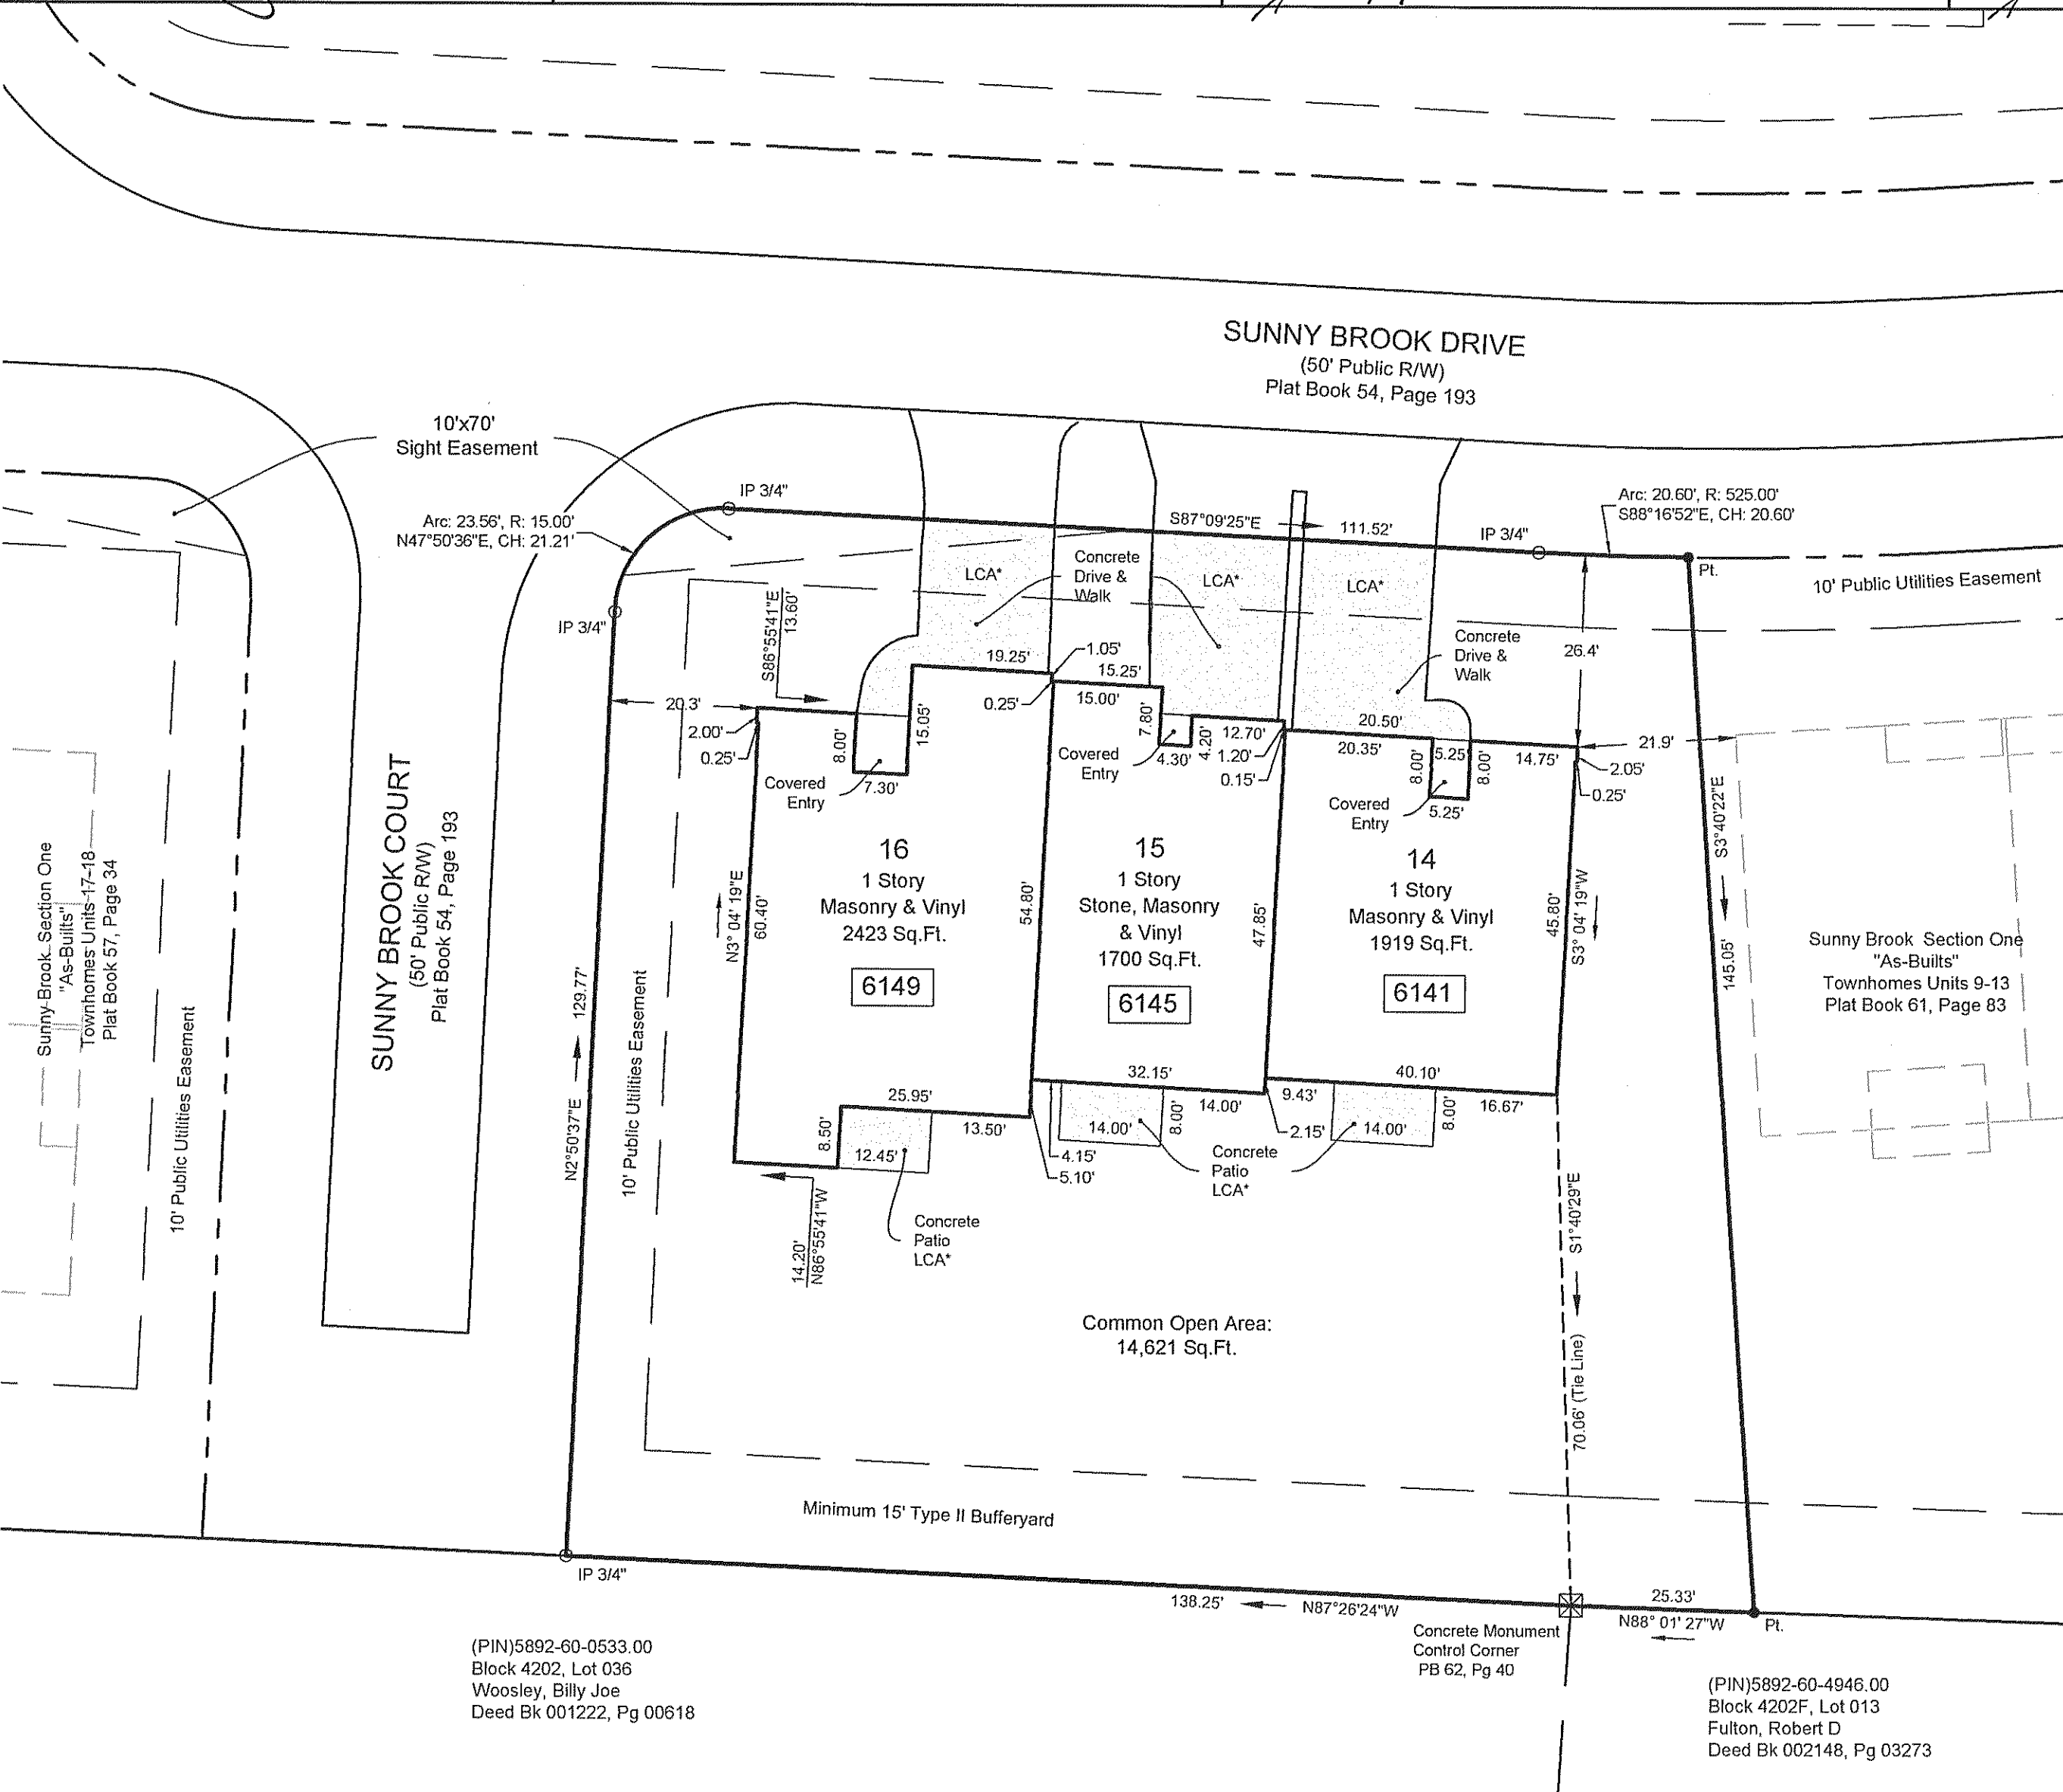 SUNNY BROOK DRIVE
(50' Public R/W)
Plat Book 54, Page 193
10'x70'
Sight Easement
IP 3/4"
Arc: 23.56', R: 15.00'
N47°50'36"E, CH: 21.21'
S87°09'25"E
111.52'
IP 3/4"
Arc: 20.60', R: 525.00'
S88°16'52"E, CH: 20.60'
Pt.
10' Public Utilities Easement
IP 3/4"
S86°55'41"E
13.60'
LCA*
Concrete
Drive &
Walk
LCA*
LCA*
Concrete
Drive &
Walk
26.4'
19.25'
1.05'
15.25'
0.25'
15.00'
20.3'
2.00'
0.25'
8.00'
15.05'
7.30'
Covered
Entry
7.80'
4.20'
4.30'
Covered
Entry
12.70'
1.20'
0.15'
20.50'
20.35'
8.00'
5.25'
8.00'
5.25'
Covered
Entry
14.75'
2.05'
0.25'
21.9'
S3°40'22"E
145.05'
16
1 Story
Masonry & Vinyl
2423 Sq.Ft.
6149
15
1 Story
Stone, Masonry
& Vinyl
1700 Sq.Ft.
6145
14
1 Story
Masonry & Vinyl
1919 Sq.Ft.
6141
N3° 04' 19"E
60.40'
54.80'
47.85'
45.80'
S3° 04' 19"W
SUNNY BROOK COURT
(50' Public R/W)
Plat Book 54, Page 193
Sunny Brook Section One
"As-Builts"
Townhomes Units 17-18
Plat Book 57, Page 34
10' Public Utilities Easement
N2°50'37"E
129.77'
10' Public Utilities Easement
Sunny Brook Section One
"As-Builts"
Townhomes Units 9-13
Plat Book 61, Page 83
25.95'
13.50'
8.50'
12.45'
14.20'
N86°55'41"W
Concrete
Patio
LCA*
32.15'
14.00'
14.00'
8.00'
4.15'
5.10'
2.15'
Concrete
Patio
LCA*
40.10'
9.43'
16.67'
14.00'
8.00'
S1°40'29"E
70.06' (Tie Line)
Common Open Area:
14,621 Sq.Ft.
Minimum 15' Type II Bufferyard
IP 3/4"
138.25'
N87°26'24"W
25.33'
N88° 01' 27"W
Pt.
Concrete Monument
Control Corner
PB 62, Pg 40
(PIN)5892-60-0533.00
Block 4202, Lot 036
Woosley, Billy Joe
Deed Bk 001222, Pg 00618
(PIN)5892-60-4946.00
Block 4202F, Lot 013
Fulton, Robert D
Deed Bk 002148, Pg 03273